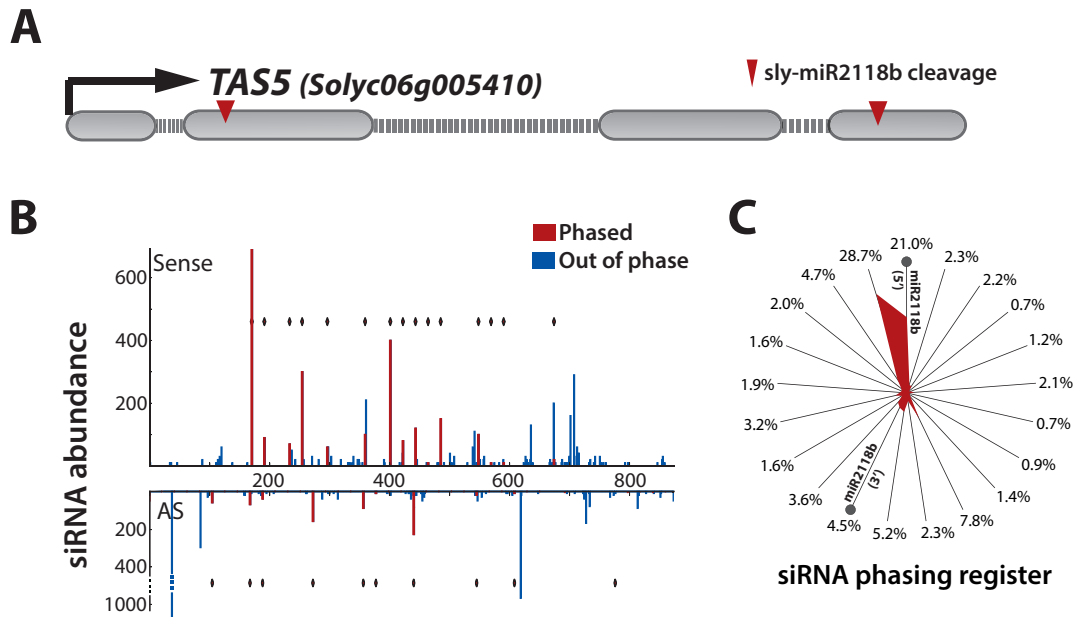 A
TAS5 (Solyc06g005410)
sly-miR2118b cleavage
B
Sense
Phased
Out of phase
siRNA abundance
600
400
200
200
400
600
800
AS
200
400
1000
C
21.0%
2.3%
2.2%
0.7%
1.2%
2.1%
0.7%
0.9%
1.4%
7.8%
2.3%
5.2%
4.5%
3.6%
1.6%
3.2%
1.9%
1.6%
2.0%
4.7%
28.7%
miR2118b
(5')
miR2118b
(3')
siRNA phasing register